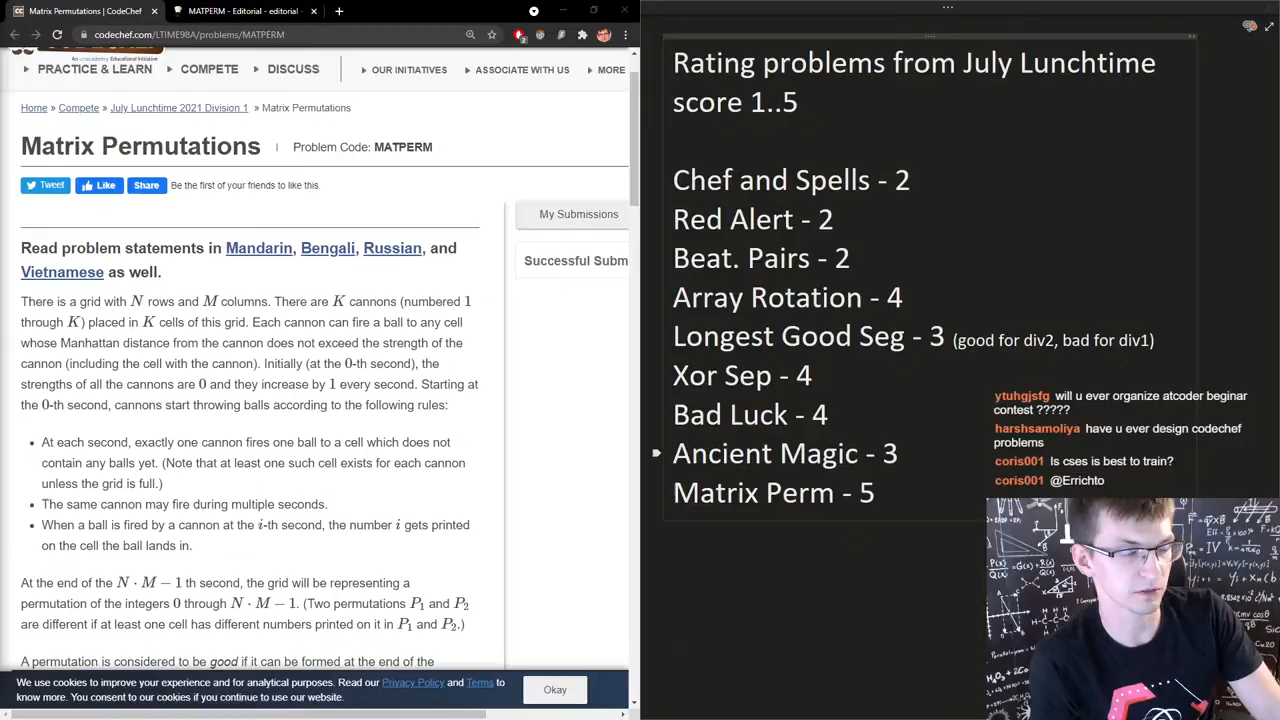 Matrix Permutations | CodeChef
MATPERM - Editorial - editorial -
codechef.com/LTIME98A/problems/MATPERM
An unacademy Educational Initiative
PRACTICE & LEARN COMPETE DISCUSS OUR INITIATIVES ASSOCIATE WITH US MORE
Home » Compete » July Lunchtime 2021 Division 1 » Matrix Permutations
Matrix Permutations | Problem Code: MATPERM
Tweet Like Share Be the first of your friends to like this.
My Submissions
Successful Subm
Read problem statements in Mandarin, Bengali, Russian, and
Vietnamese as well.
There is a grid with N rows and M columns. There are K cannons (numbered 1
through K) placed in K cells of this grid. Each cannon can fire a ball to any cell
whose Manhattan distance from the cannon does not exceed the strength of the
cannon (including the cell with the cannon). Initially (at the 0-th second), the
strengths of all the cannons are 0 and they increase by 1 every second. Starting at
the 0-th second, cannons start throwing balls according to the following rules:
• At each second, exactly one cannon fires one ball to a cell which does not
contain any balls yet. (Note that at least one such cell exists for each cannon
unless the grid is full.)
• The same cannon may fire during multiple seconds.
• When a ball is fired by a cannon at the i-th second, the number i gets printed
on the cell the ball lands in.
At the end of the N · M − 1 th second, the grid will be representing a
permutation of the integers 0 through N · M − 1. (Two permutations P1 and P2
are different if at least one cell has different numbers printed on it in P1 and P2.)
A permutation is considered to be good if it can be formed at the end of the
We use cookies to improve your experience and for analytical purposes. Read our Privacy Policy and Terms to
know more. You consent to our cookies if you continue to use our website.
Okay
Rating problems from July Lunchtime
score 1..5
Chef and Spells - 2
Red Alert - 2
Beat. Pairs - 2
Array Rotation - 4
Longest Good Seg - 3 (good for div2, bad for div1)
Xor Sep - 4
Bad Luck - 4
Ancient Magic - 3
Matrix Perm - 5
ytuhgjsfg will u ever organize atcoder beginar
contest ?????
harshsamoliya have u ever design codechef
problems
coris001 Is cses is best to train?
coris001 @Errichto